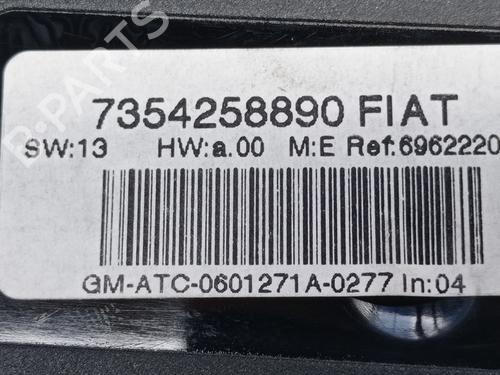 7354258890 FIAT
SW:13 HW:a.00 M:E Ref:6962220
GM-ATC-0601271A-0277 In:04
B-PARTS